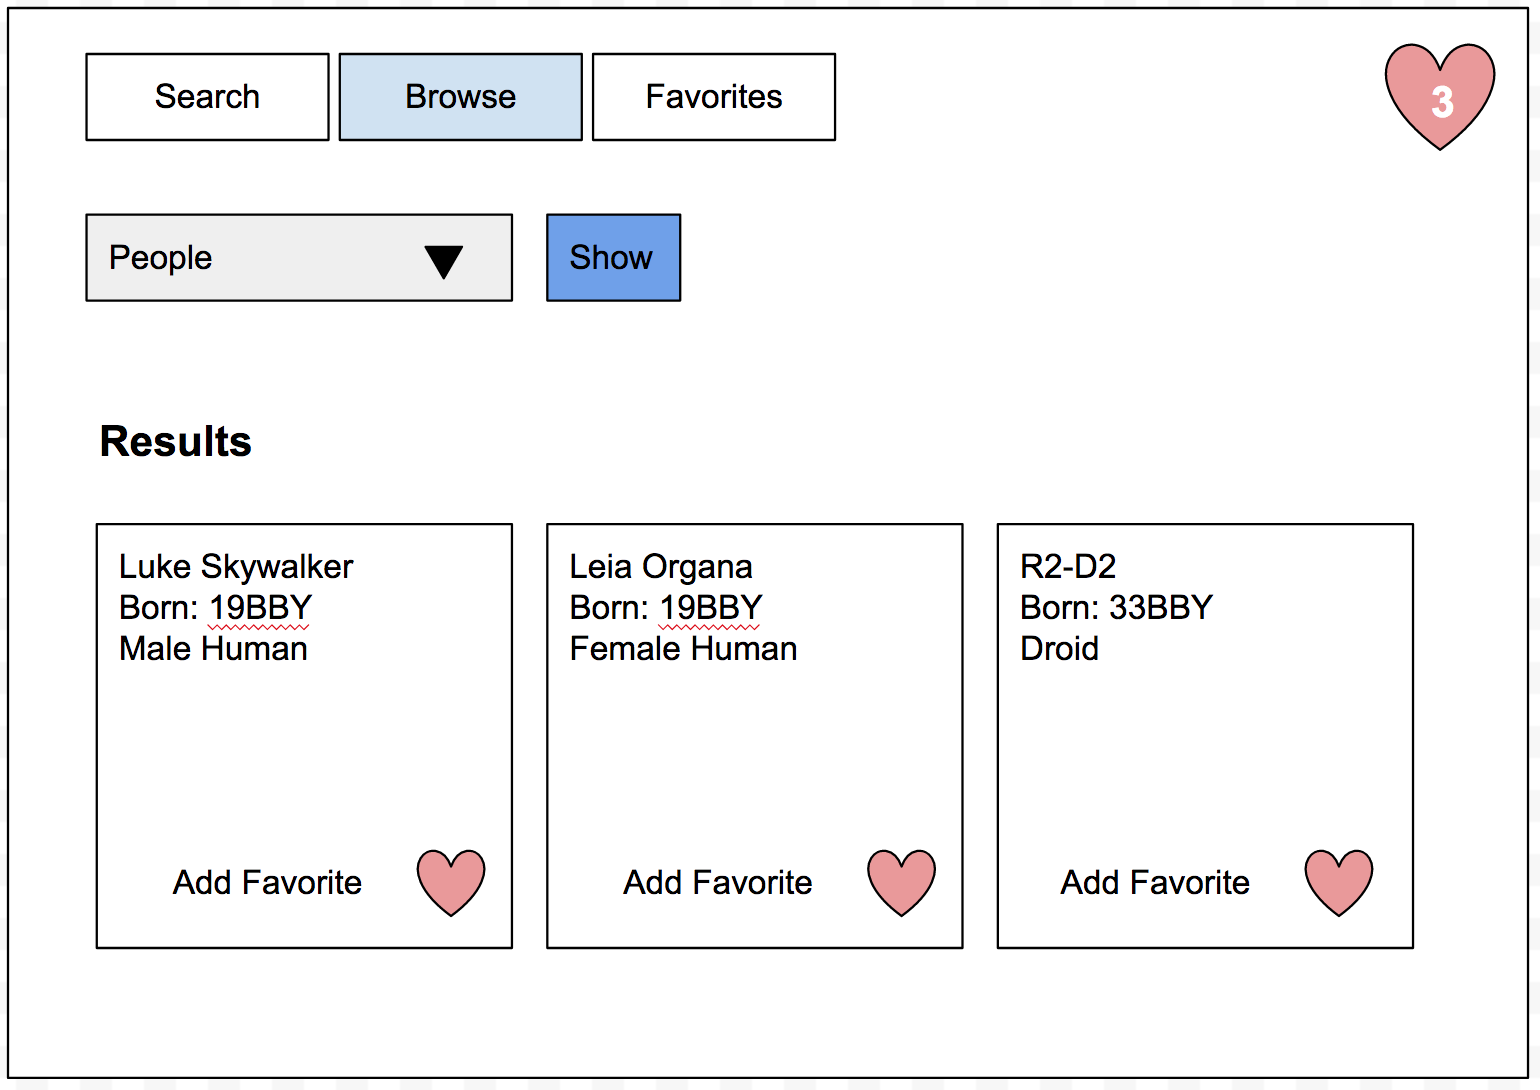 Search
Browse
Favorites
3
People
Show
Results
Luke Skywalker
Born: 19BBY
Male Human
Add Favorite
Leia Organa
Born: 19BBY
Female Human
Add Favorite
R2-D2
Born: 33BBY
Droid
Add Favorite